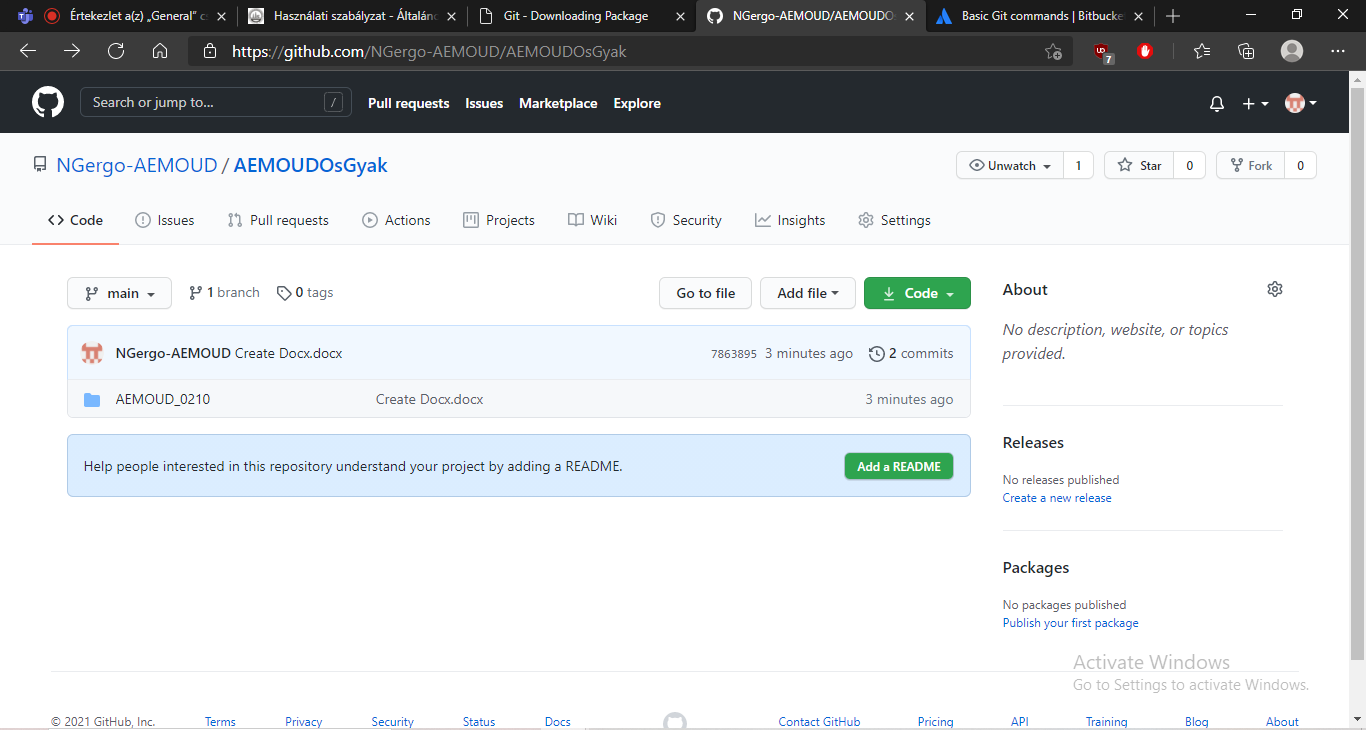 Értekezlet a(z) „General” c
Használati szabályzat - Általán
Git - Downloading Package
NGergo-AEMOUD/AEMOUDO
Basic Git commands | Bitbucke
https://github.com/NGergo-AEMOUD/AEMOUDOsGyak
7
Search or jump to...
/
Pull requests
Issues
Marketplace
Explore
NGergo-AEMOUD / AEMOUDOsGyak
Unwatch 1
Star 0
Fork 0
Code
Issues
Pull requests
Actions
Projects
Wiki
Security
Insights
Settings
main
1 branch
0 tags
Go to file
Add file
Code
NGergo-AEMOUD Create Docx.docx
7863895 3 minutes ago
2 commits
AEMOUD_0210
Create Docx.docx
3 minutes ago
Help people interested in this repository understand your project by adding a README.
Add a README
About
No description, website, or topics
provided.
Releases
No releases published
Create a new release
Packages
No packages published
Publish your first package
Activate Windows
Go to Settings to activate Windows.
© 2021 GitHub, Inc.
Terms
Privacy
Security
Status
Docs
Contact GitHub
Pricing
API
Training
Blog
About